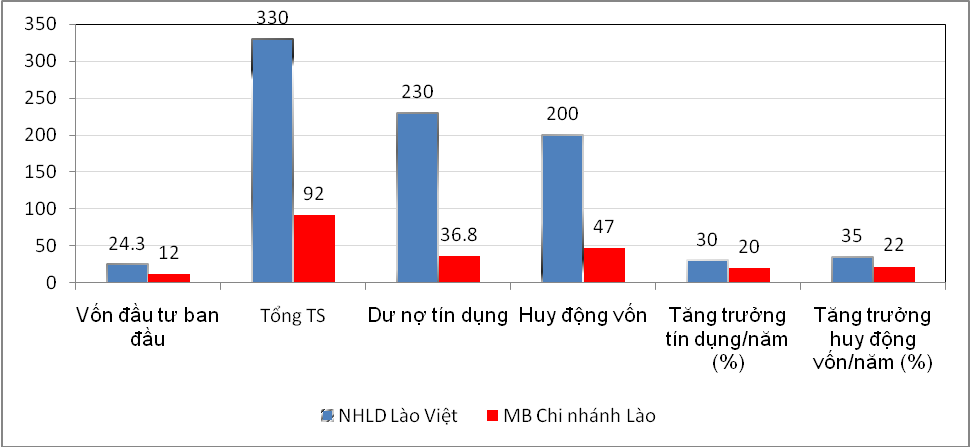 350
300
250
200
150
100
50
0
330
230
200
92
24.3
12
36.8
47
30
20
35
22
Vốn đầu tư ban
đầu
Tổng TS
Dư nợ tín dụng
Huy động vốn
Tăng trưởng
tín dụng/năm
(%)
Tăng trưởng
huy động
vốn/năm (%)
NHLD Lào Việt
MB Chi nhánh Lào